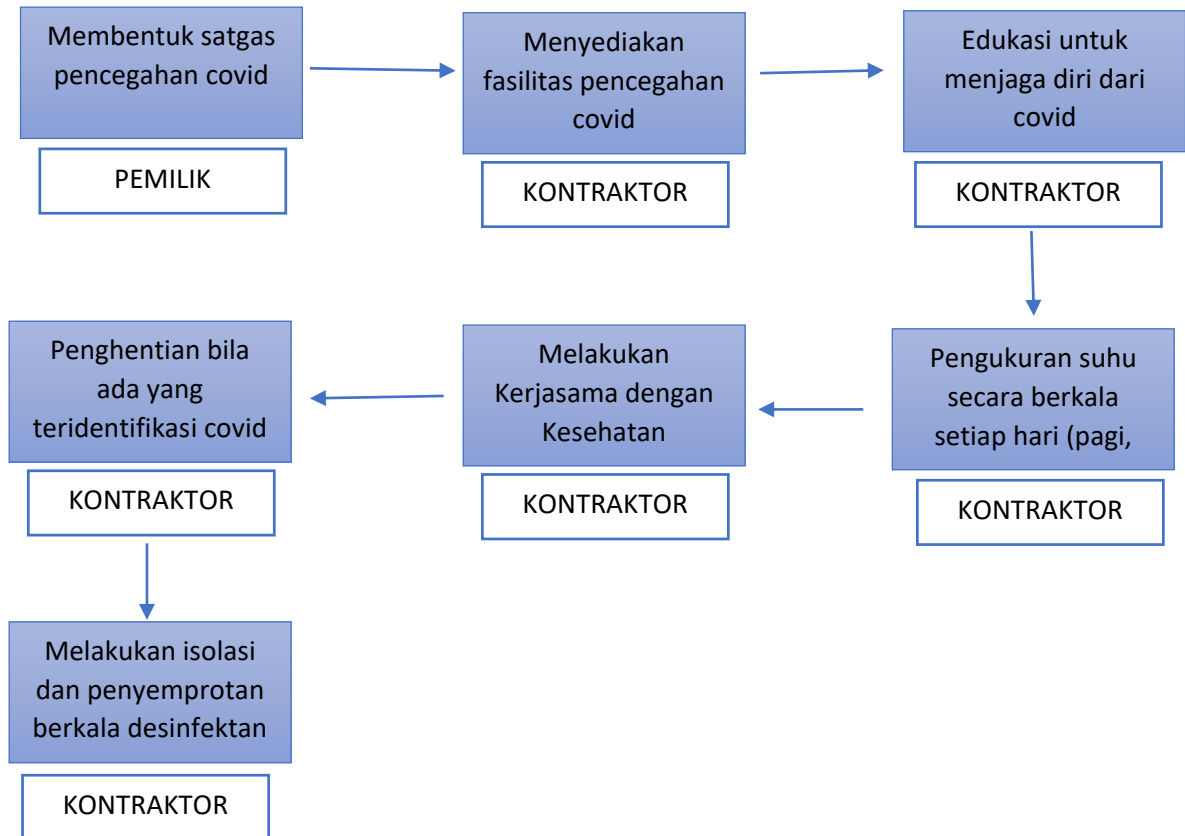 Membentuk satgas
pencegahan covid
PEMILIK
Menyediakan
fasilitas pencegahan
covid
KONTRAKTOR
Edukasi untuk
menjaga diri dari
covid
KONTRAKTOR
Pengukuran suhu
secara berkala
setiap hari (pagi,
KONTRAKTOR
Melakukan
Kerjasama dengan
Kesehatan
KONTRAKTOR
Penghentian bila
ada yang
teridentifikasi covid
KONTRAKTOR
Melakukan isolasi
dan penyemprotan
berkala desinfektan
KONTRAKTOR